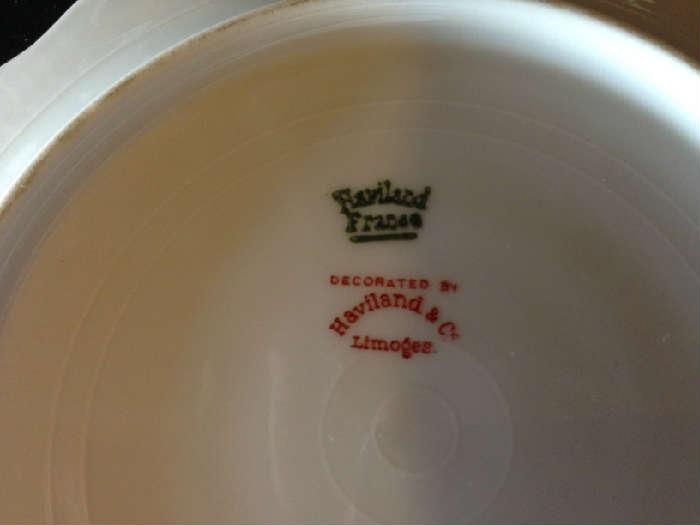 Haviland
France
DECORATED BY
Haviland & Co
Limoges.